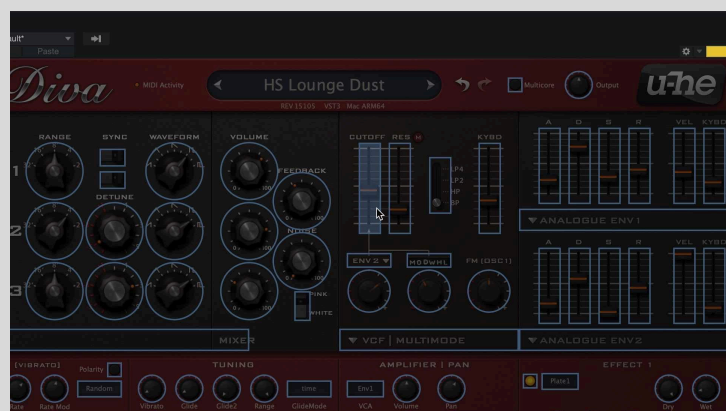 ault*
Paste
Diva
MIDI Activity
HS Lounge Dust
REV 15105 VST3 Mac ARM64
Multicore
Output
u-he
RANGE SYNC WAVEFORM
VOLUME
CUTOFF RES KYBD
A D S R VEL KYBD
FEEDBACK
LP4
LP2
HP
BP
1
DETUNE
ANALOGUE ENV1
2
NOISE
A D S R VEL KYBD
ENV 2 MODWHL FM (OSC1)
3
PINK
WHITE
MIXER
VCF | MULTIMODE
ANALOGUE ENV2
(VIBRATO)
Polarity
TUNING
AMPLIFIER | PAN
EFFECT 1
Random
time
Env1
Plate1
Rate Rate Mod
Vibrato Glide Glide2 Range GlideMode
VCA Volume Pan
Dry Wet